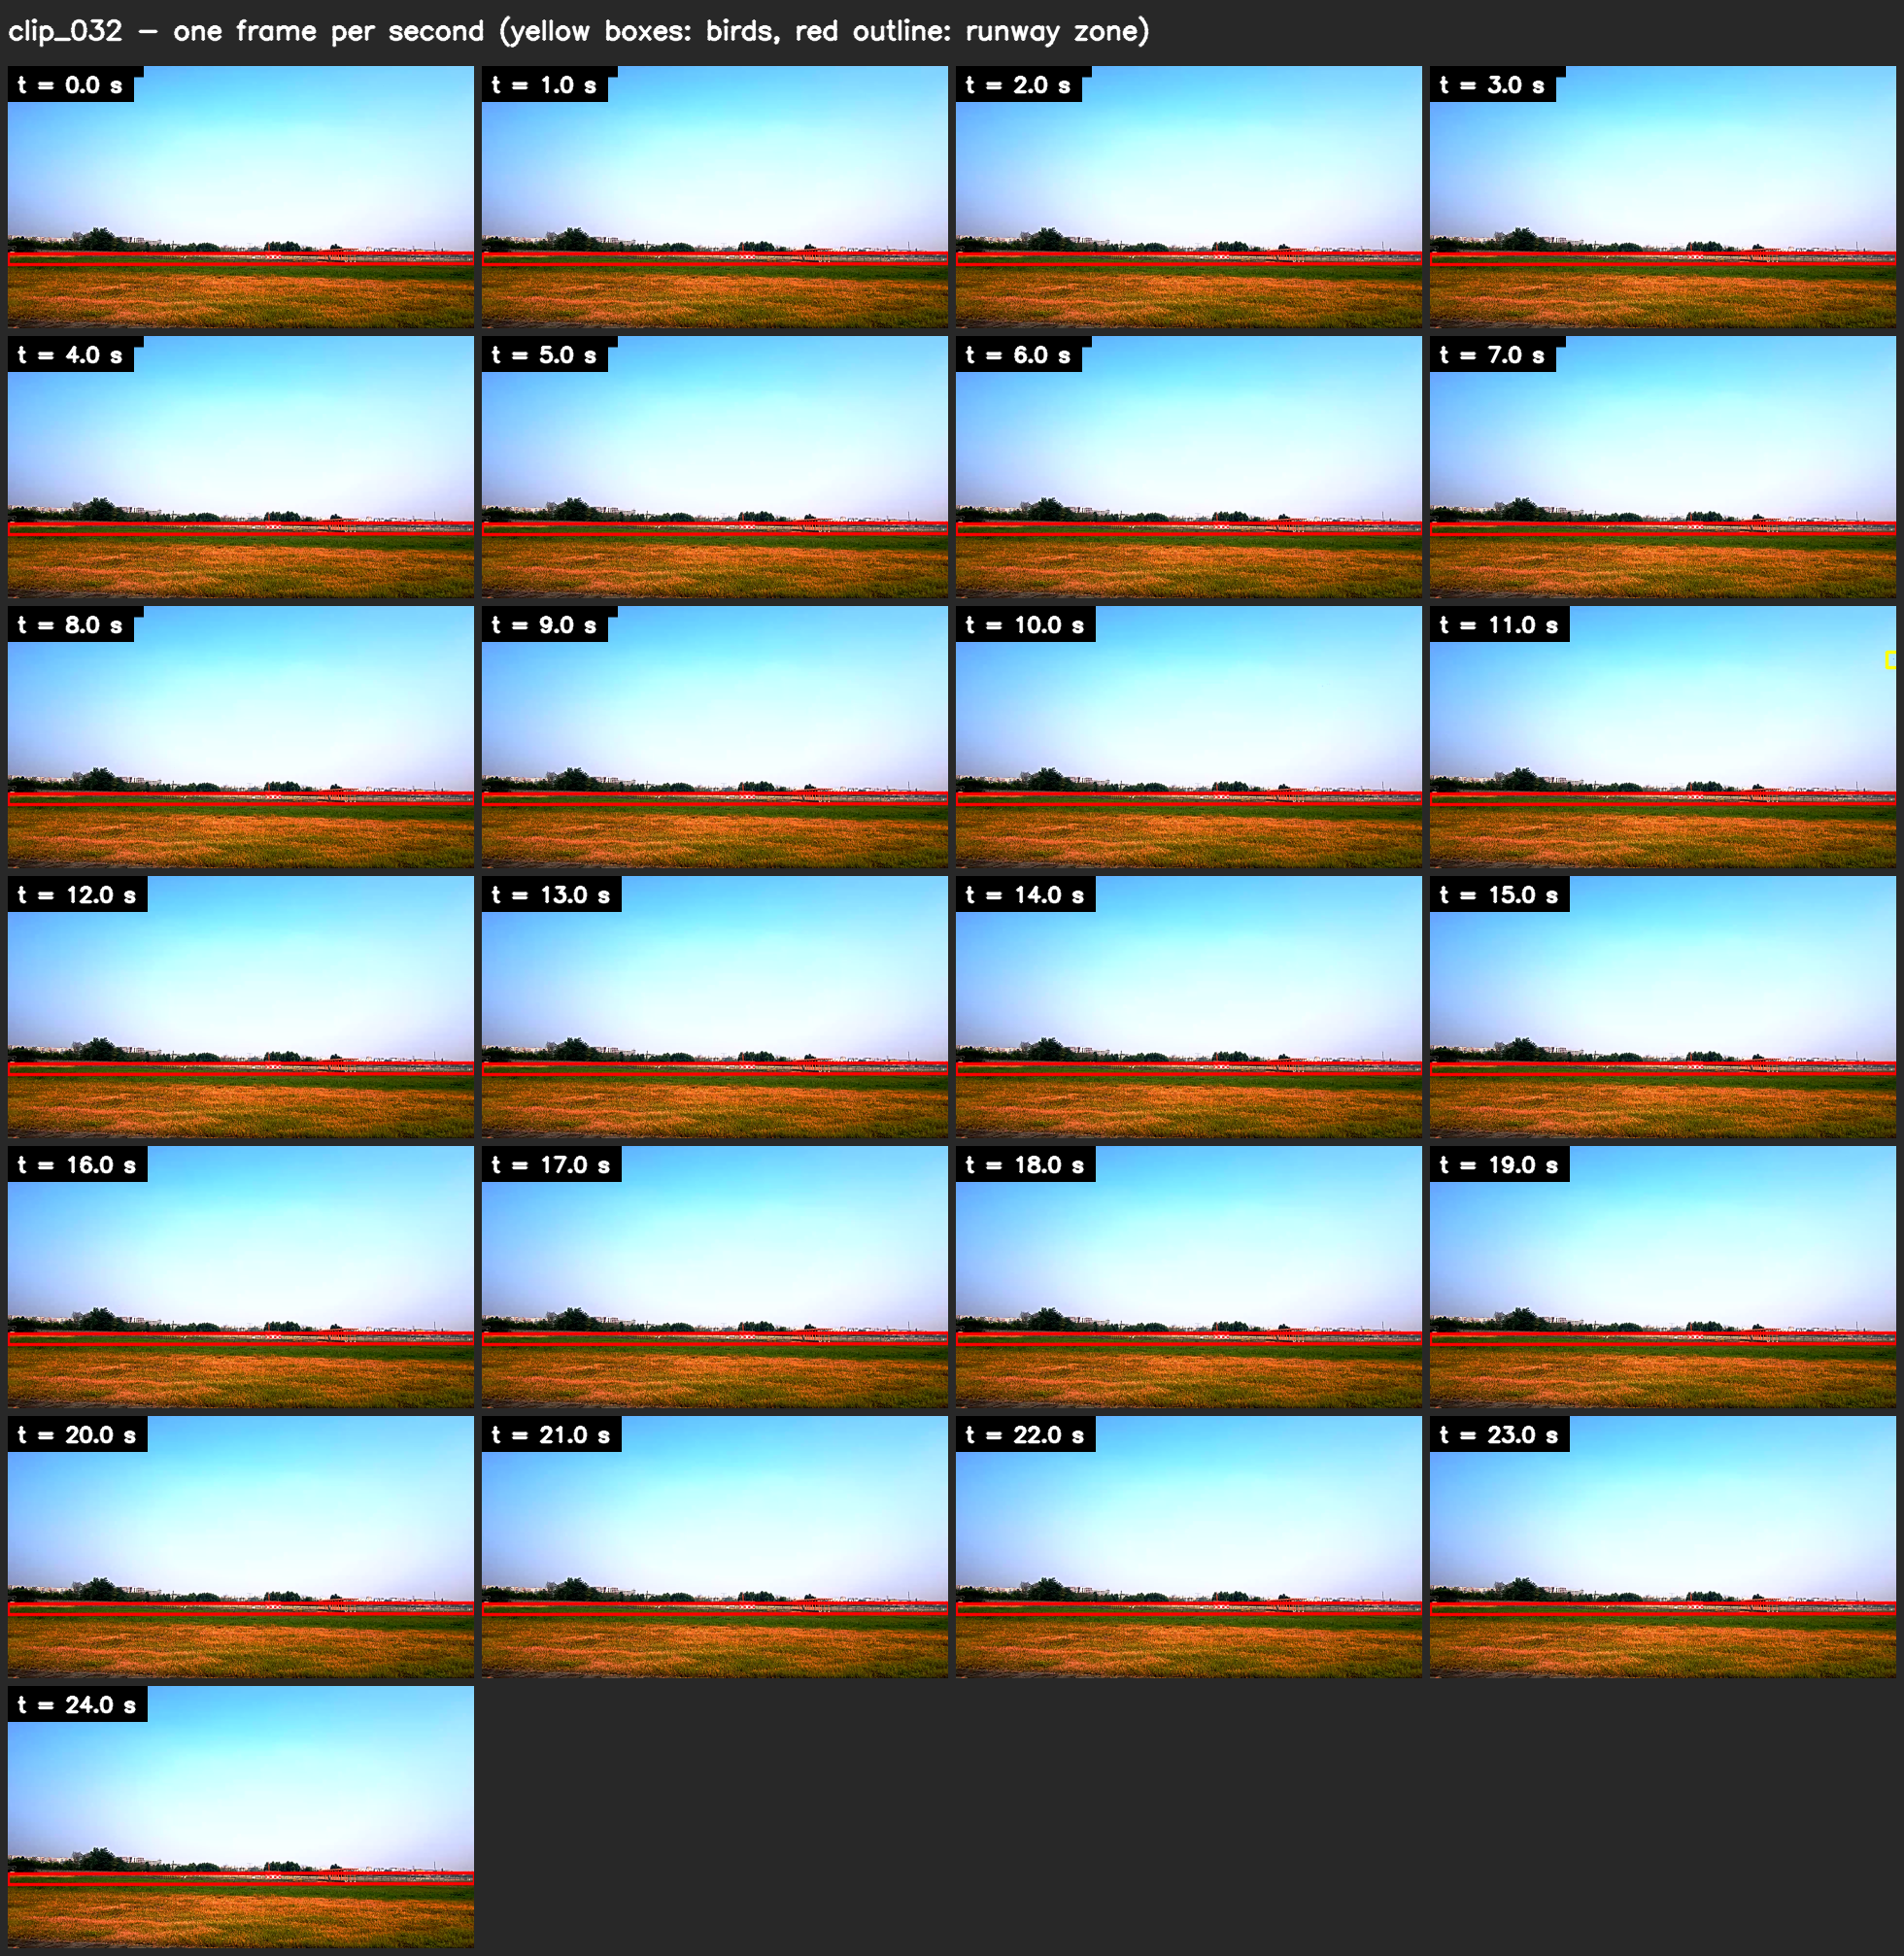 clip_032 – one frame per second (yellow boxes: birds, red outline: runway zone)
t = 0.0 s
t = 1.0 s
t = 2.0 s
t = 3.0 s
t = 4.0 s
t = 5.0 s
t = 6.0 s
t = 7.0 s
t = 8.0 s
t = 9.0 s
t = 10.0 s
t = 11.0 s
t = 12.0 s
t = 13.0 s
t = 14.0 s
t = 15.0 s
t = 16.0 s
t = 17.0 s
t = 18.0 s
t = 19.0 s
t = 20.0 s
t = 21.0 s
t = 22.0 s
t = 23.0 s
t = 24.0 s